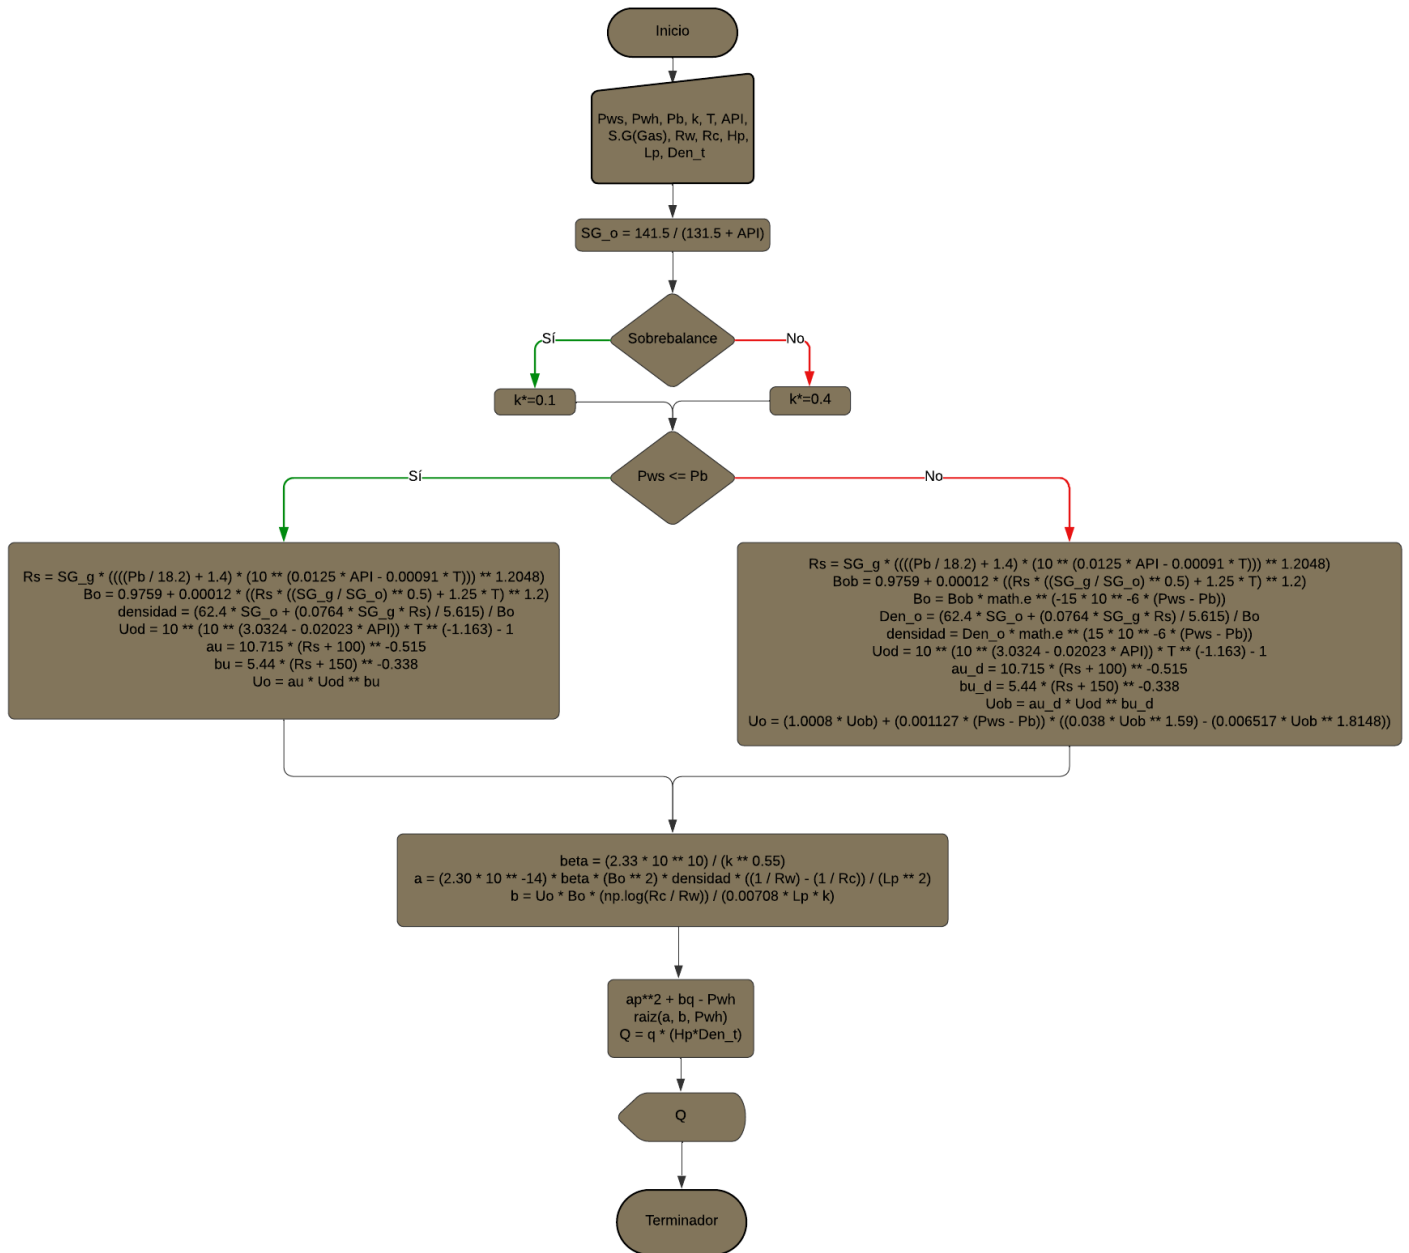 Inicio
Pws, Pwh, Pb, k, T, API,
S.G(Gas), Rw, Rc, Hp,
Lp, Den_t
SG_o = 141.5 / (131.5 + API)
Sobrebalance
Sí
No
k*=0.1
k*=0.4
Pws <= Pb
Sí
No
Rs = SG_g * ((((Pb / 18.2) + 1.4) * (10 ** (0.0125 * API - 0.00091 * T))) ** 1.2048)
Bo = 0.9759 + 0.00012 * ((Rs * ((SG_g / SG_o) ** 0.5) + 1.25 * T) ** 1.2)
densidad = (62.4 * SG_o + (0.0764 * SG_g * Rs) / 5.615) / Bo
Uod = 10 ** (10 ** (3.0324 - 0.02023 * API)) * T ** (-1.163) - 1
au = 10.715 * (Rs + 100) ** -0.515
bu = 5.44 * (Rs + 150) ** -0.338
Uo = au * Uod ** bu
Rs = SG_g * ((((Pb / 18.2) + 1.4) * (10 ** (0.0125 * API - 0.00091 * T))) ** 1.2048)
Bob = 0.9759 + 0.00012 * ((Rs * ((SG_g / SG_o) ** 0.5) + 1.25 * T) ** 1.2)
Bo = Bob * math.e ** (-15 * 10 ** -6 * (Pws - Pb))
Den_o = (62.4 * SG_o + (0.0764 * SG_g * Rs) / 5.615) / Bo
densidad = Den_o * math.e ** (15 * 10 ** -6 * (Pws - Pb))
Uod = 10 ** (10 ** (3.0324 - 0.02023 * API)) * T ** (-1.163) - 1
au_d = 10.715 * (Rs + 100) ** -0.515
bu_d = 5.44 * (Rs + 150) ** -0.338
Uob = au_d * Uod ** bu_d
Uo = (1.0008 * Uob) + (0.001127 * (Pws - Pb)) * ((0.038 * Uob ** 1.59) - (0.006517 * Uob ** 1.8148))
beta = (2.33 * 10 ** 10) / (k ** 0.55)
a = (2.30 * 10 ** -14) * beta * (Bo ** 2) * densidad * ((1 / Rw) - (1 / Rc)) / (Lp ** 2)
b = Uo * Bo * (np.log(Rc / Rw)) / (0.00708 * Lp * k)
ap**2 + bq - Pwh
raiz(a, b, Pwh)
Q = q * (Hp*Den_t)
Q
Terminador